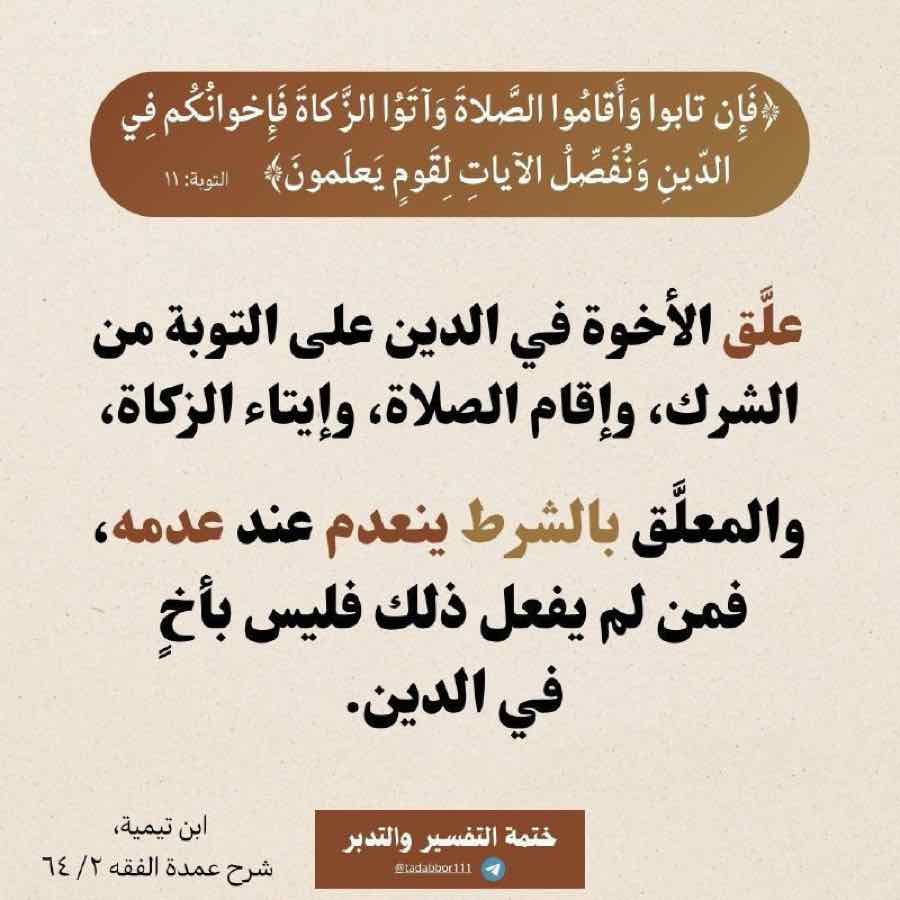 ﴿فَإِن تابوا وَأَقامُوا الصَّلاةَ وَآتَوُا الزَّكاةَ فَإِخوانُكُم فِي
الدّينِ وَنُفَصِّلُ الآياتِ لِقَومٍ يَعلَمونَ﴾ التوبة: ١١
علَّق الأخوة في الدين على التوبة من
الشرك، وإقام الصلاة، وإيتاء الزكاة،
والمعلَّق بالشرط ينعدم عند عدمه،
فمن لم يفعل ذلك فليس بأخٍ
في الدين.
ابن تيمية،
شرح عمدة الفقه ٢/ ٦٤
ختمة التفسير والتدبر
@tadabbor111